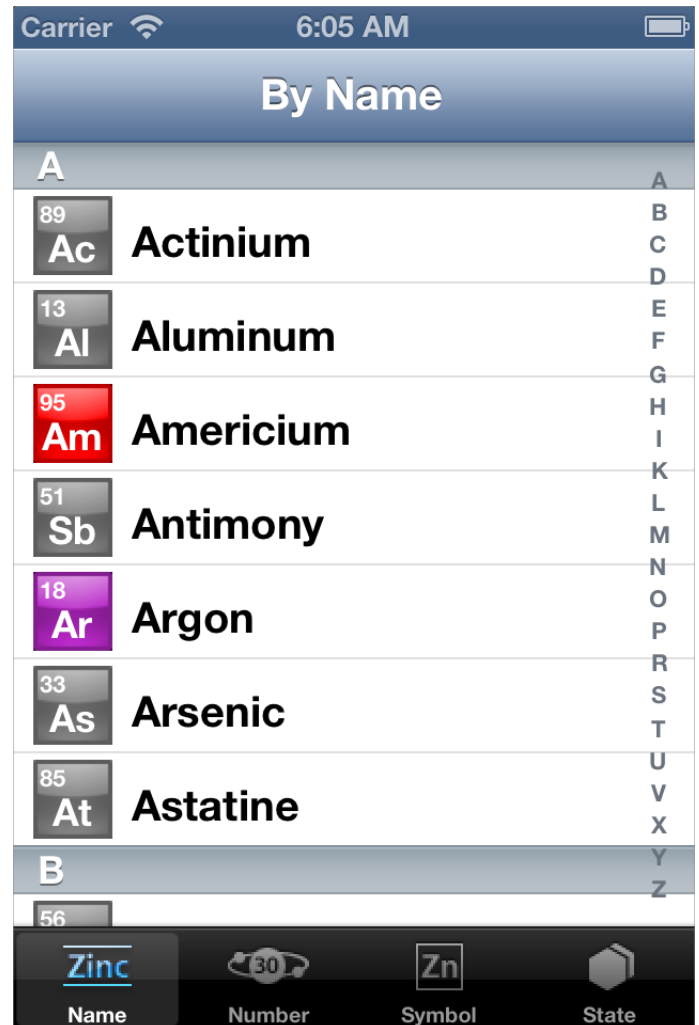 Carrier 6:05 AM
By Name
A
89
Ac Actinium
13
Al Aluminum
95
Am Americium
51
Sb Antimony
18
Ar Argon
33
As Arsenic
85
At Astatine
B
56
A
B
C
D
E
F
G
H
I
K
L
M
N
O
P
R
S
T
U
V
X
Y
Z
Zinc 30 Zn
Name Number Symbol State